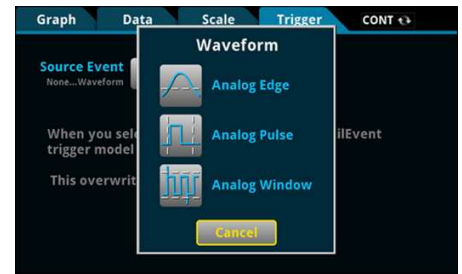 Graph Data Scale Trigger CONT
Waveform
Source Event
None...Waveform
Analog Edge
When you sel
ilEvent
trigger model
Analog Pulse
This overwrit
Analog Window
Cancel